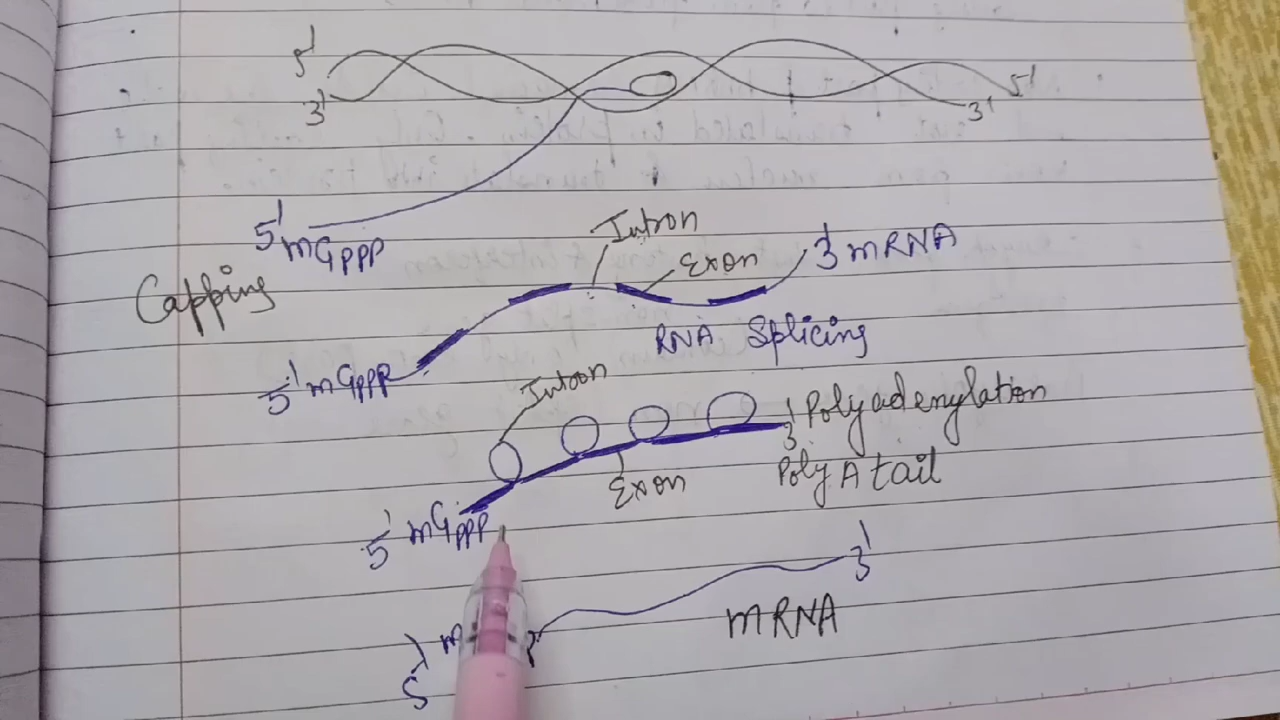 5'
3'
3'
5'
5' mGppp
Capping
Intron
Exon
3' mRNA
RNA Splicing
5' mGppp
Intron
3' Polyadenylation
Poly A tail
Exon
5' mGppp
3'
mRNA
5' m P